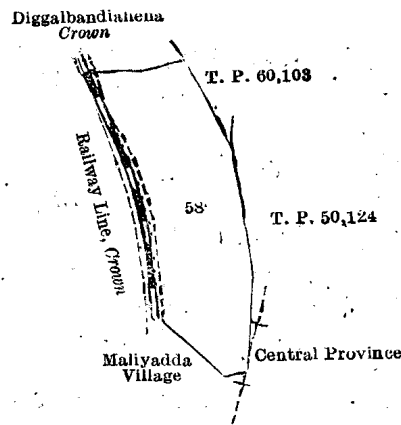 Diggalbandiahena
Crown
T. P. 60,103
Railway Line, Crown
58
T. P. 50,124
Maliyadda
Village
Central Province